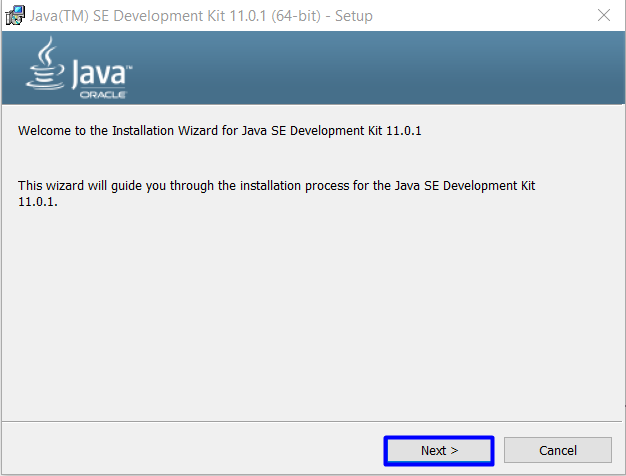 Java(TM) SE Development Kit 11.0.1 (64-bit) - Setup
Java™
ORACLE
Welcome to the Installation Wizard for Java SE Development Kit 11.0.1
This wizard will guide you through the installation process for the Java SE Development Kit
11.0.1.
Next >
Cancel